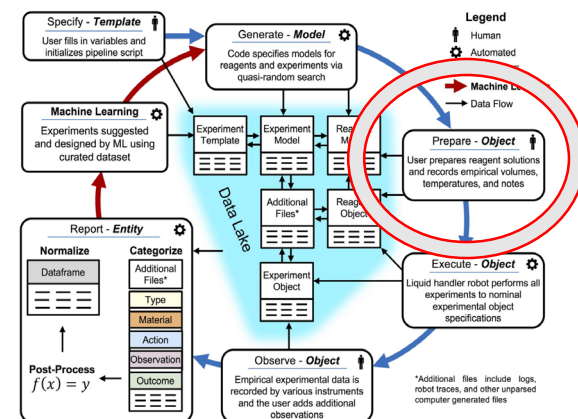 Specify - Template
User fills in variables and
initializes pipeline script
Generate - Model
Code specifies models for
reagents and experiments via
quasi-random search
Legend
Human
Automated
Machine Le
Data Flow
Machine Learning
Experiments suggested
and designed by ML using
curated dataset
Experiment
Template
Experiment
Model
Rea
M
Prepare - Object
User prepares reagent solutions
and records empirical volumes,
temperatures, and notes
Data Lake
Additional
Files*
Reag
Object
Experiment
Object
Report - Entity
Normalize
Dataframe
Post-Process
f(x) = y
Categorize
Additional
Files*
Type
Material
Action
Observation
Outcome
Execute - Object
Liquid handler robot performs all
experiments to nominal
experimental object
specifications
Observe - Object
Empirical experimental data is
recorded by various instruments
and the user adds additional
observations
*Additional files include logs,
robot traces, and other unparsed
computer generated files